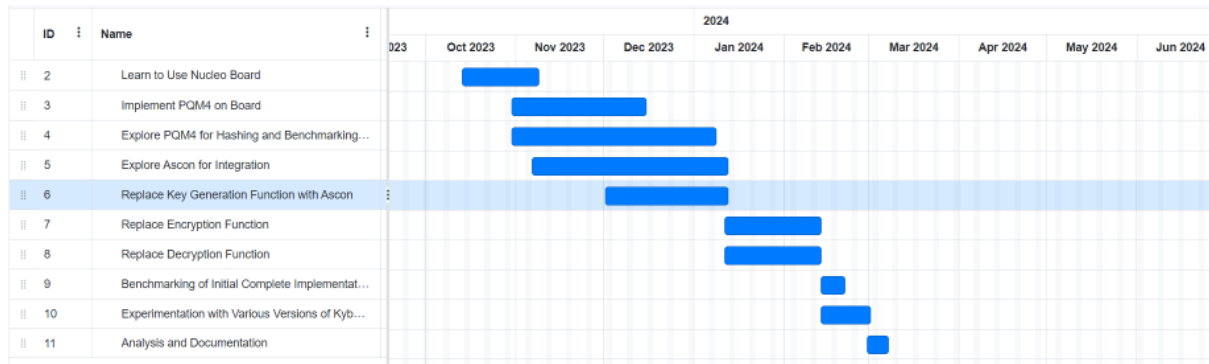 2024
ID Name
023 Oct 2023 Nov 2023 Dec 2023 Jan 2024 Feb 2024 Mar 2024 Apr 2024 May 2024 Jun 2024
2 Learn to Use Nucleo Board
3 Implement PQM4 on Board
4 Explore PQM4 for Hashing and Benchmarking...
5 Explore Ascon for Integration
6 Replace Key Generation Function with Ascon
7 Replace Encryption Function
8 Replace Decryption Function
9 Benchmarking of Initial Complete Implementat...
10 Experimentation with Various Versions of Kyb...
11 Analysis and Documentation